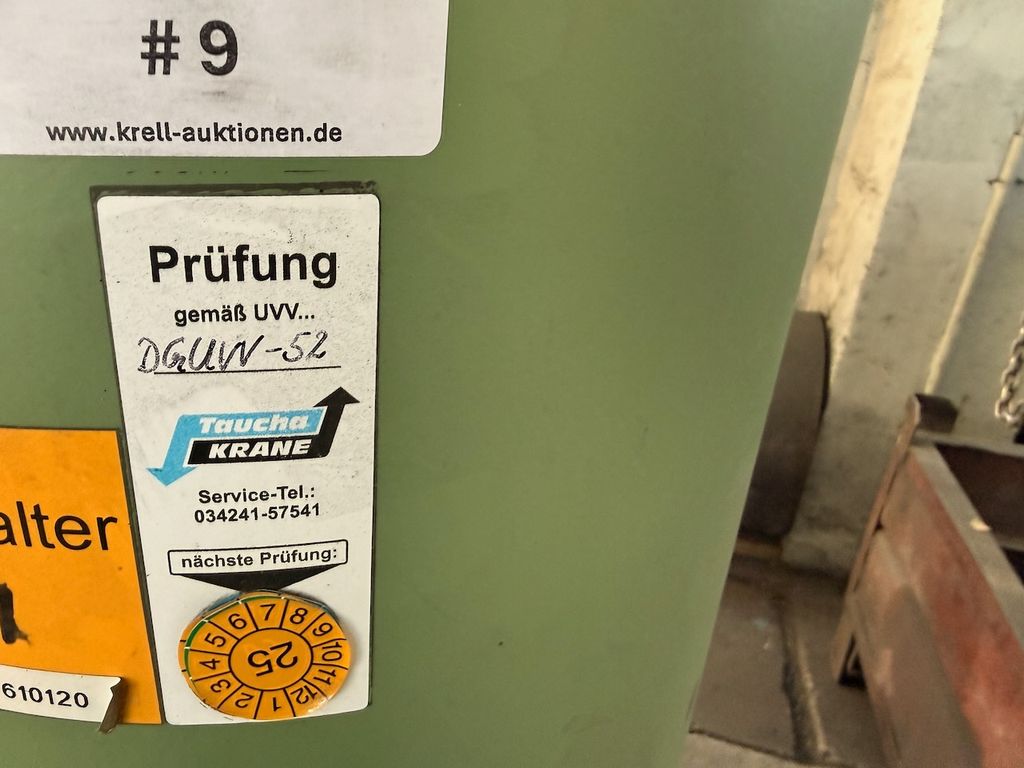 # 9
www.krell-auktionen.de
Prüfung
gemäß UVV...
DGUVV-52
Taucha
KRANE
Service-Tel.:
034241-57541
nächste Prüfung:
1 2 3 4 5 6 7 8 9 10 11 12
25
alter
610120